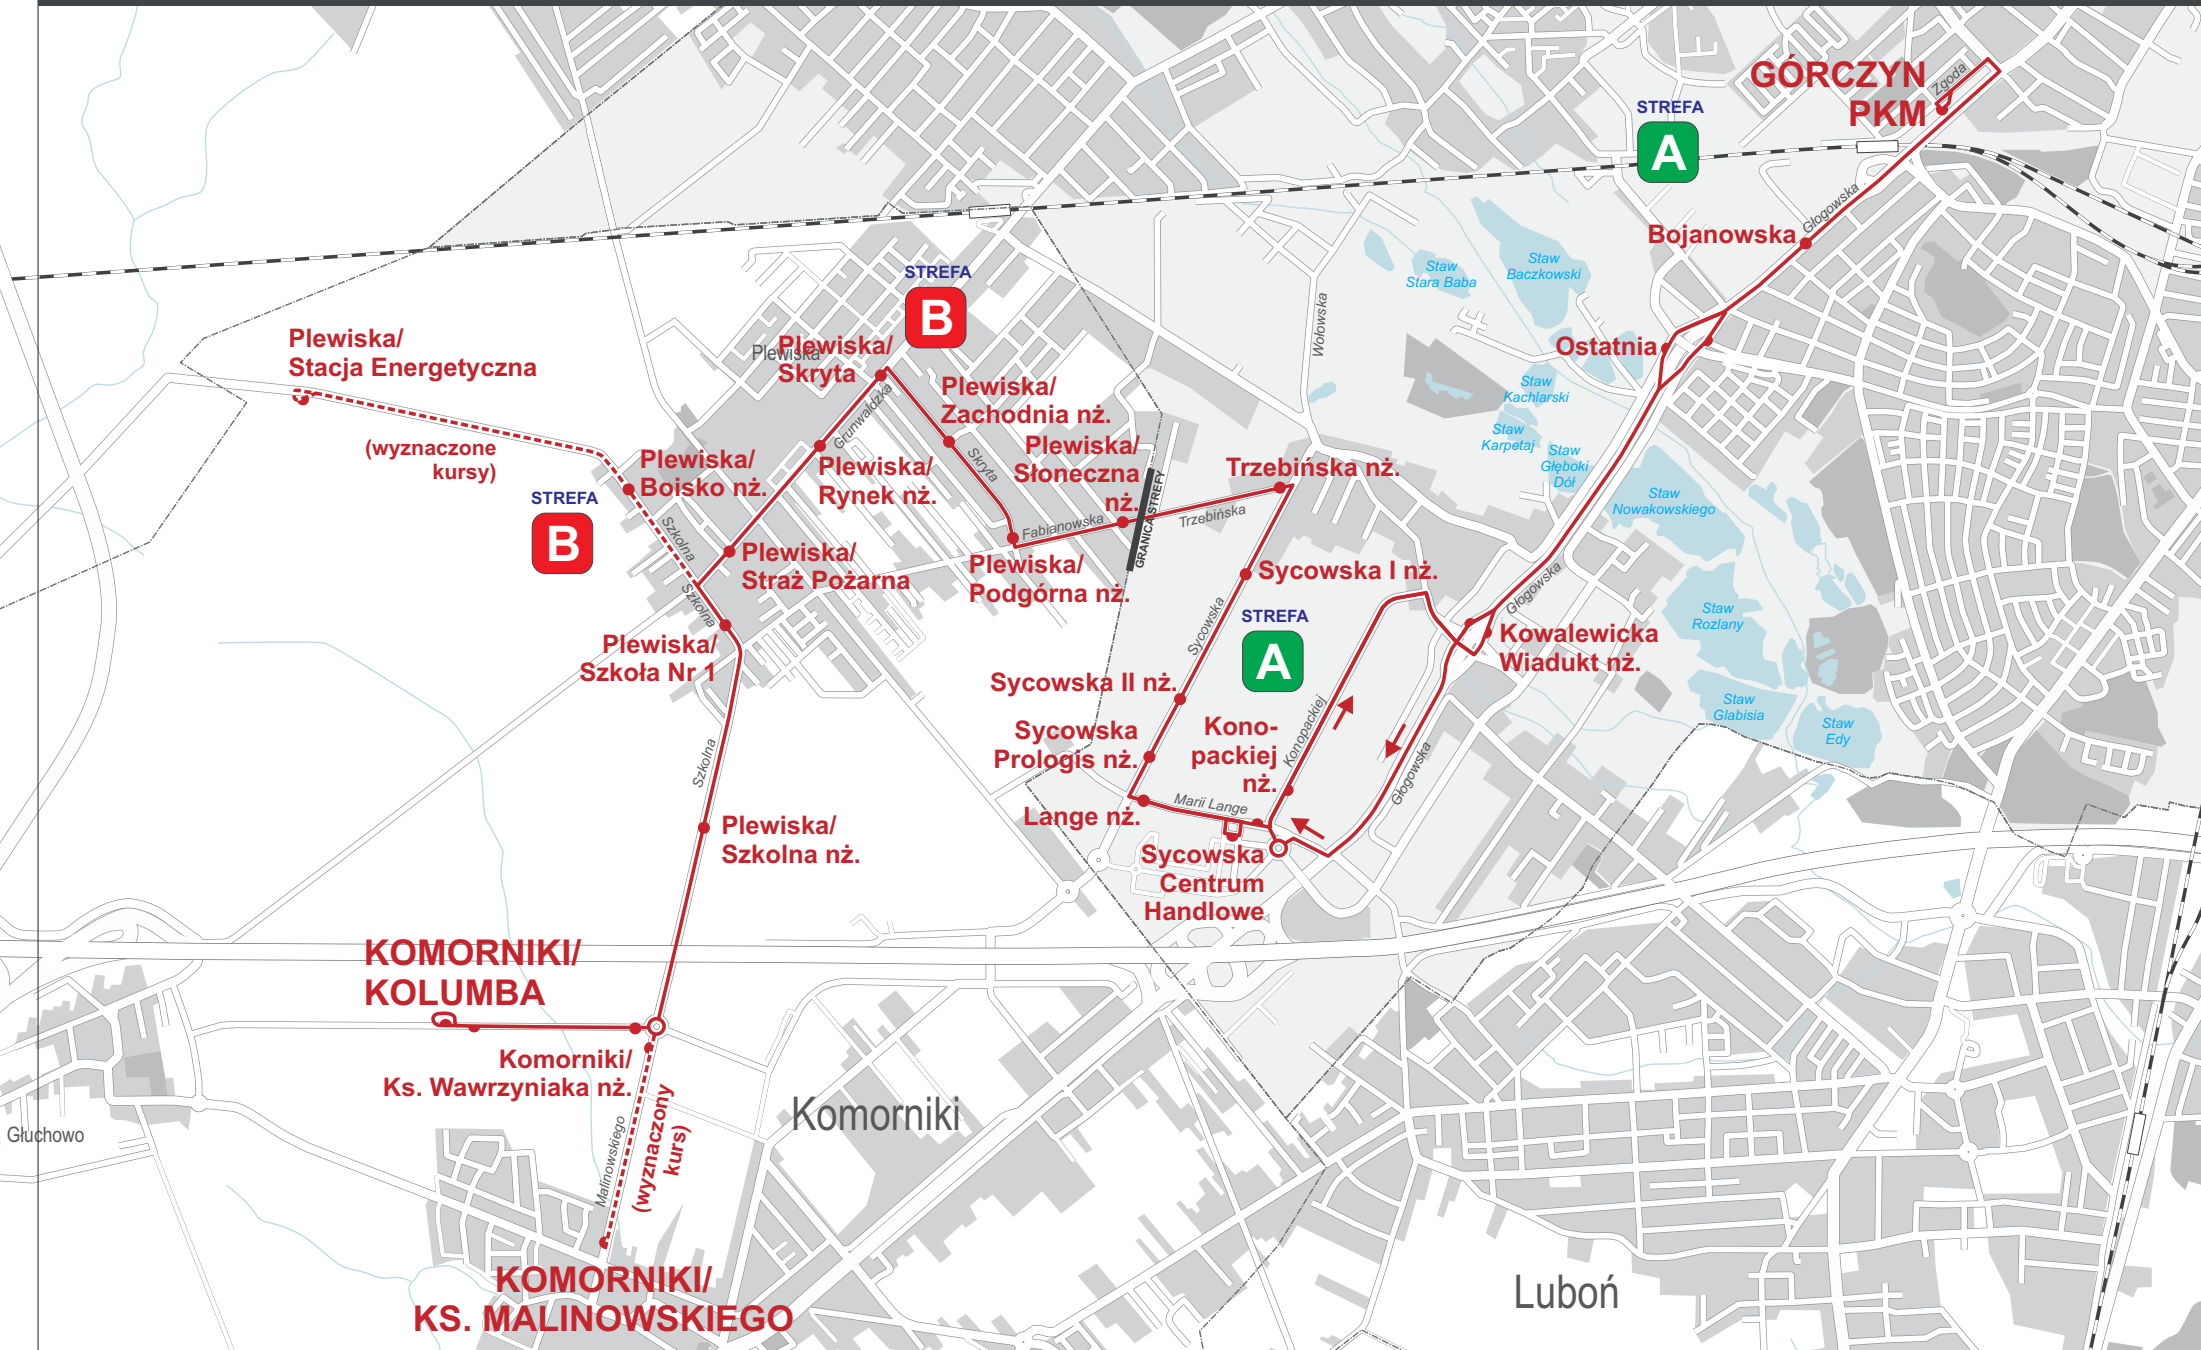 GÓRCZYN
PKM
Zgoda
STREFA
A
Głogowska
Bojanowska
STREFA
B
Staw
Stara Baba
Staw
Baczkowski
Wołowska
Ostatnia
Plewiska/
Stacja Energetyczna
(wyznaczone
kursy)
Plewiska
Plewiska/
Skryta
Grunwaldzka
Plewiska/
Zachodnia nż.
Skryta
Staw
Kachlarski
Staw
Karpetaj
Staw
Głęboki
Dół
Plewiska/
Boisko nż.
Plewiska/
Rynek nż.
Plewiska/
Słoneczna
nż.
Trzebińska nż.
STREFA
B
Szkolna
Fabianowska
GRANICA STREFY
Trzebińska
Staw
Nowakowskiego
Plewiska/
Straż Pożarna
Plewiska/
Podgórna nż.
Sycowska I nż.
Głogowska
Szkolna
Plewiska/
Szkoła Nr 1
Sycowska
STREFA
A
Kowalewicka
Wiadukt nż.
Staw
Rozlany
Sycowska II nż.
Staw
Glabisia
Staw
Edy
Szkolna
Sycowska
Prologis nż.
Kono-
packiej
nż.
Konopackiej
Głogowska
Marii Lange
Lange nż.
Plewiska/
Szkolna nż.
Sycowska
Centrum
Handlowe
KOMORNIKI/
KOLUMBA
Komorniki/
Ks. Wawrzyniaka nż.
(wyznaczony
kurs)
Malinowskiego
Komorniki
Głuchowo
KOMORNIKI/
KS. MALINOWSKIEGO
Luboń